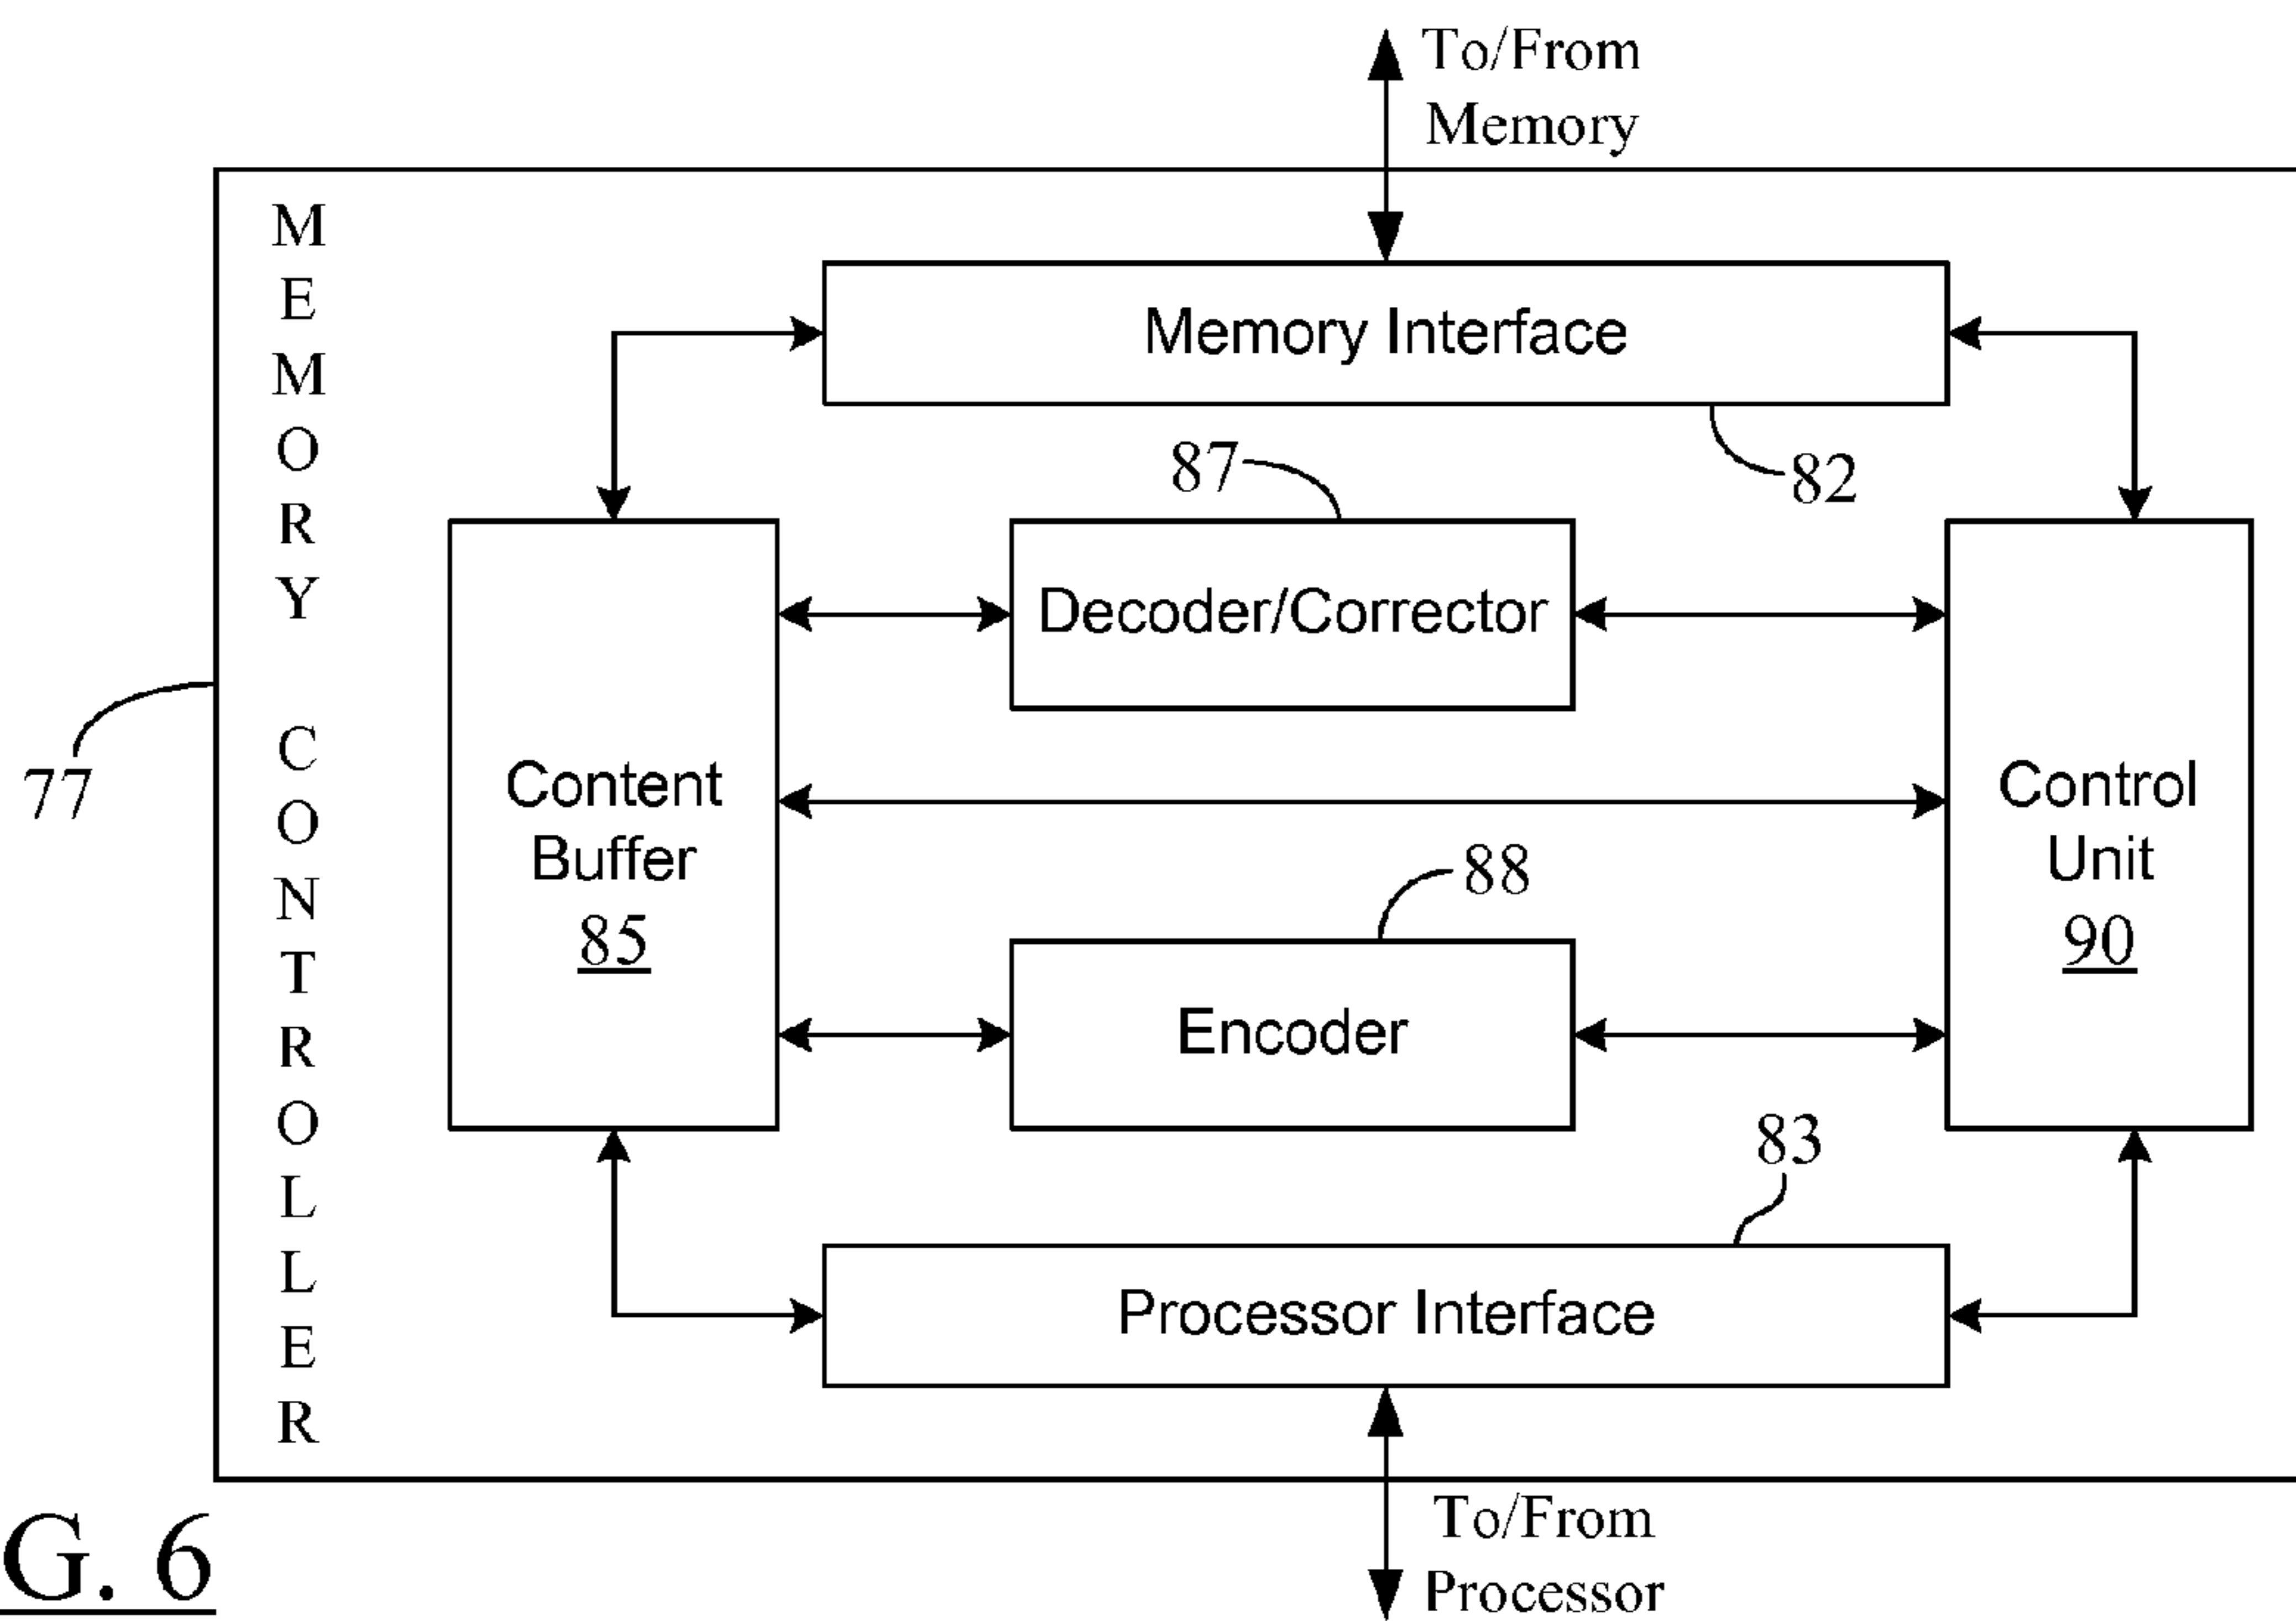 To/From
Memory
MEMORY CONTROLLER
Memory Interface
82
87
Decoder/Corrector
77
Content
Buffer
85
Control
Unit
90
88
Encoder
83
Processor Interface
To/From
Processor
G. 6